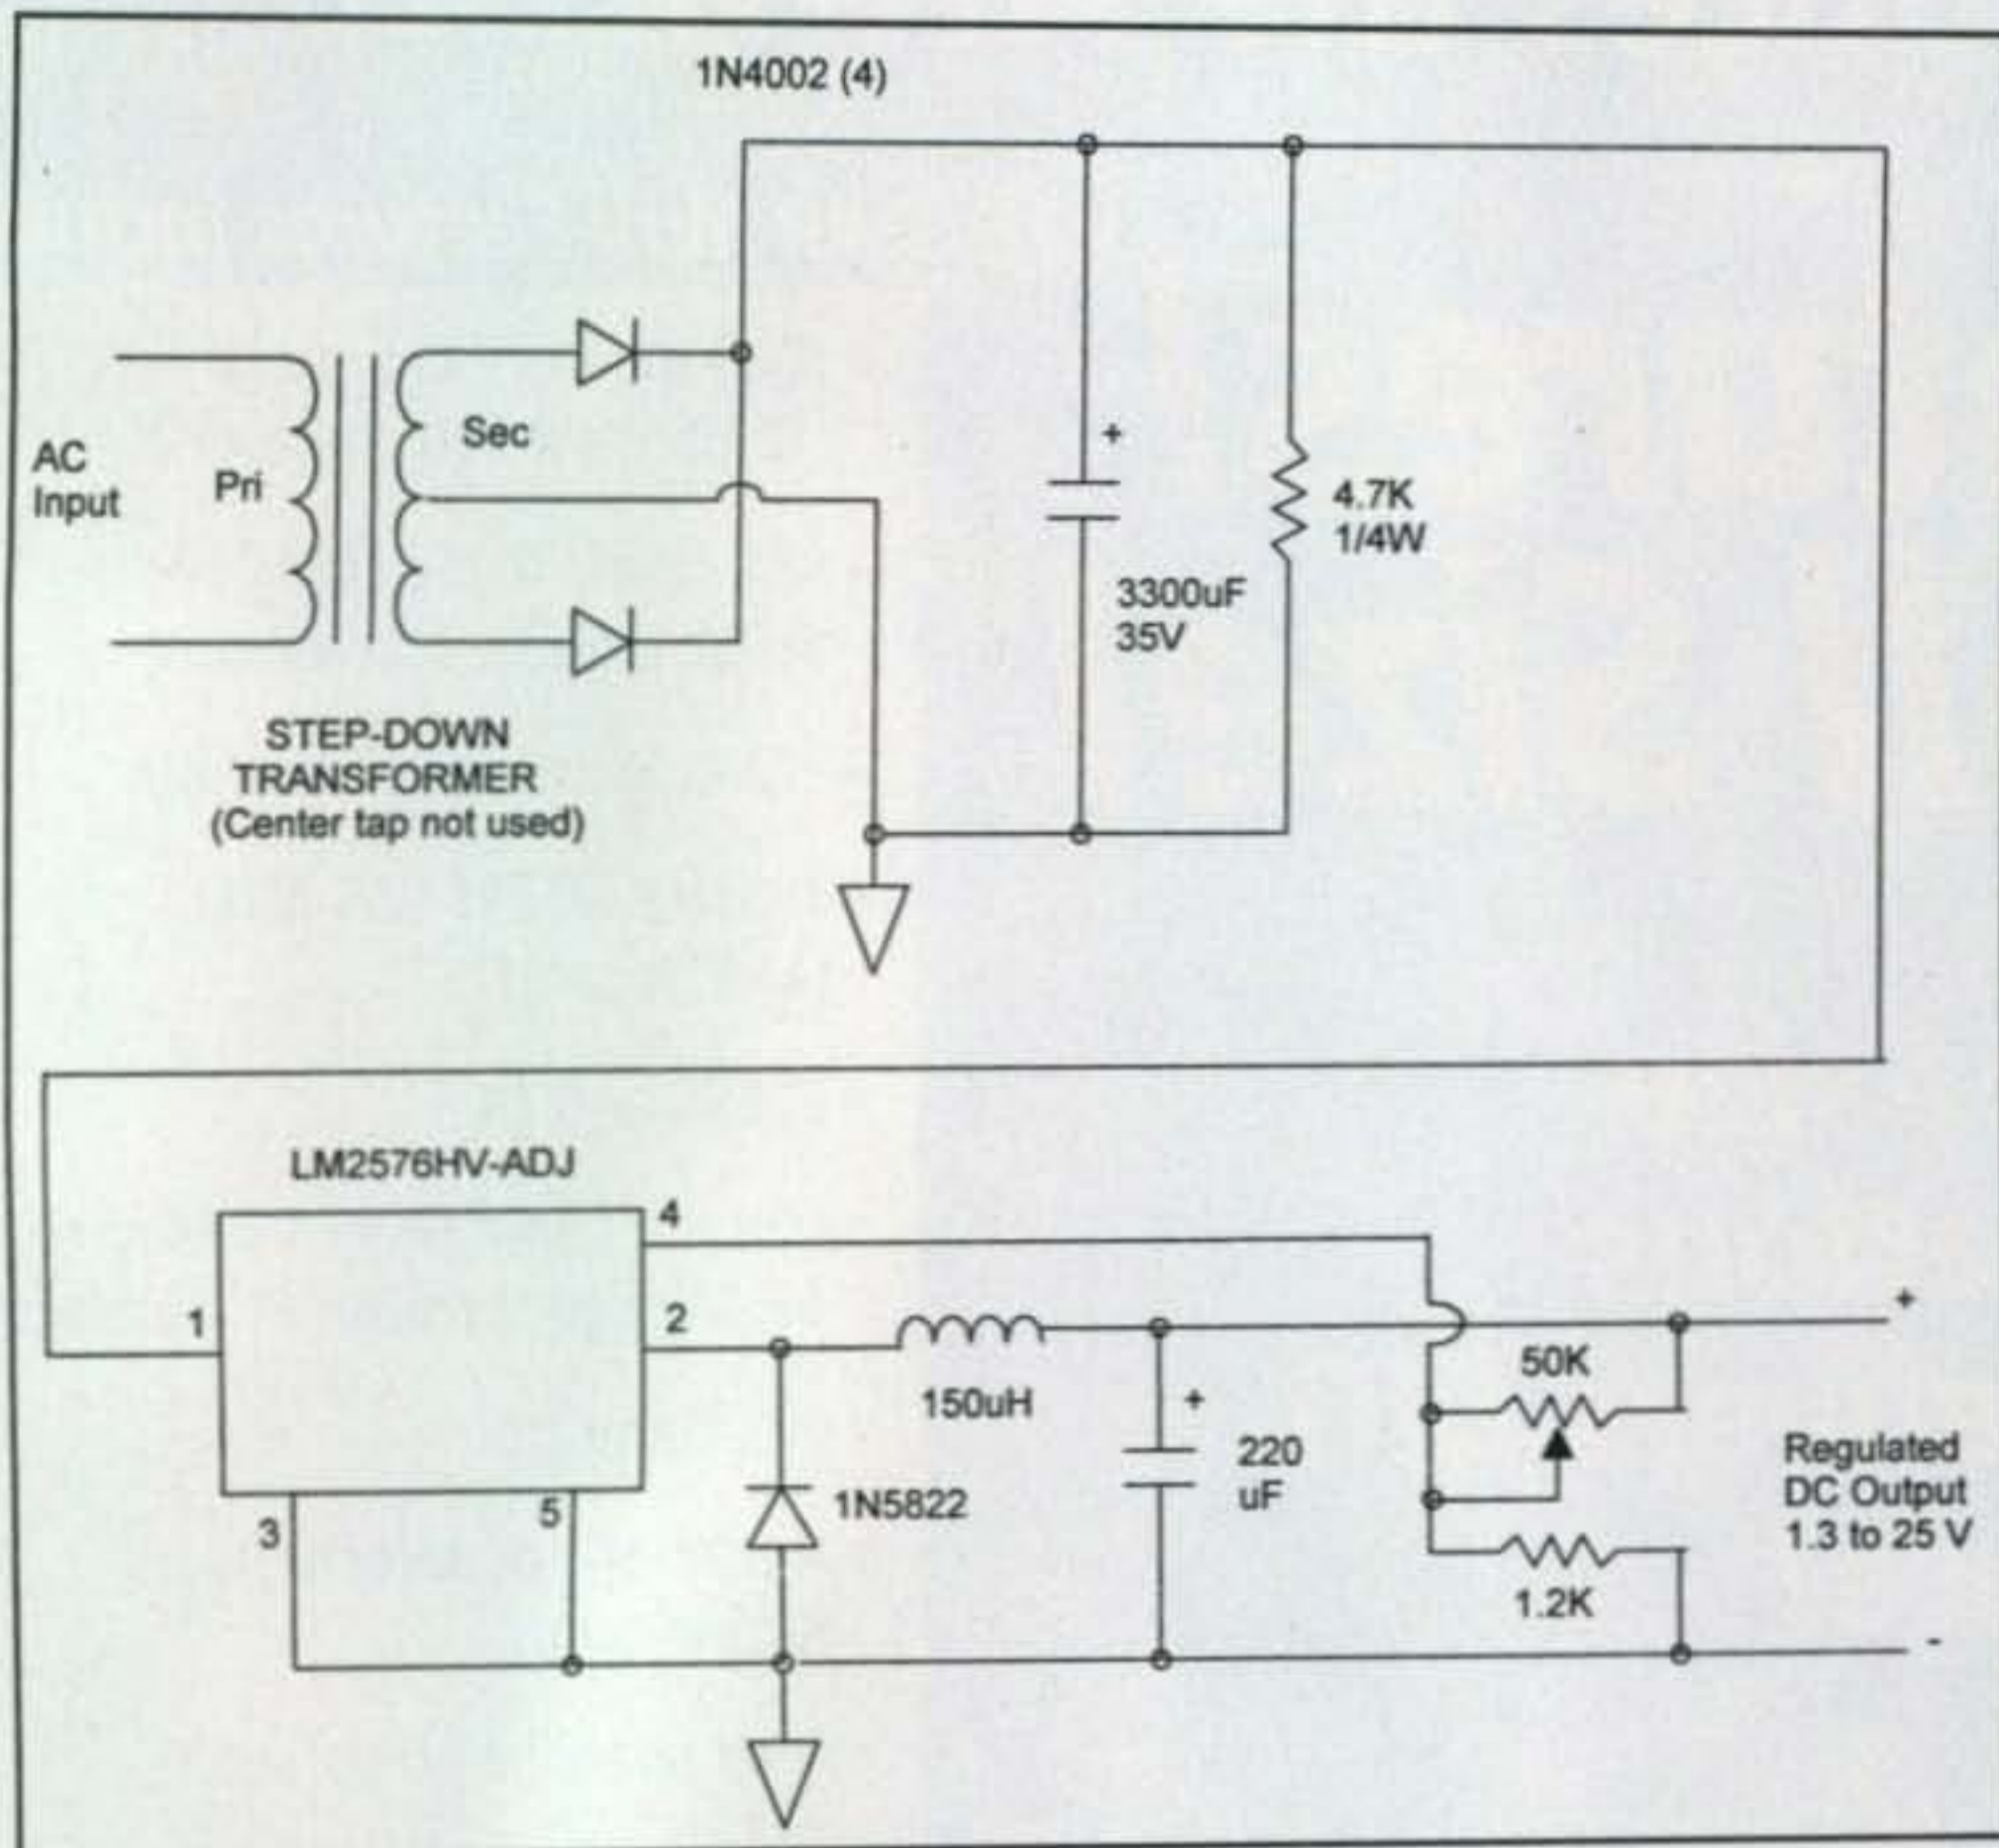 1N4002 (4)
AC
Input
Pri
Sec
+
4.7K
1/4W
3300uF
35V
STEP-DOWN
TRANSFORMER
(Center tap not used)
LM2576HV-ADJ
4
1
2
+
50K
150uH
+
220
uF
Regulated
DC Output
1.3 to 25 V
1N5822
3
5
1.2K
-